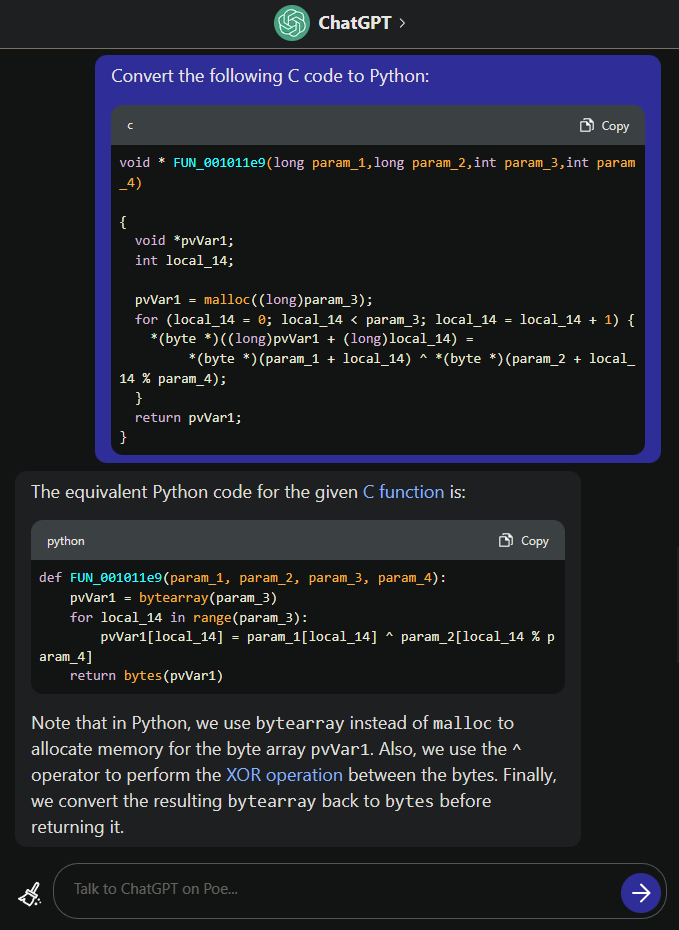 ChatGPT >
Convert the following C code to Python:
c
Copy
void * FUN_001011e9(long param_1,long param_2,int param_3,int param
_4)
{
  void *pvVar1;
  int local_14;
  pvVar1 = malloc((long)param_3);
  for (local_14 = 0; local_14 < param_3; local_14 = local_14 + 1) {
    *(byte *)((long)pvVar1 + (long)local_14) =
         *(byte *)(param_1 + local_14) ^ *(byte *)(param_2 + local_
14 % param_4);
  }
  return pvVar1;
}
The equivalent Python code for the given C function is:
python
Copy
def FUN_001011e9(param_1, param_2, param_3, param_4):
    pvVar1 = bytearray(param_3)
    for local_14 in range(param_3):
        pvVar1[local_14] = param_1[local_14] ^ param_2[local_14 % p
aram_4]
    return bytes(pvVar1)
Note that in Python, we use bytearray instead of malloc to
allocate memory for the byte array pvVar1. Also, we use the ^
operator to perform the XOR operation between the bytes. Finally,
we convert the resulting bytearray back to bytes before
returning it.
Talk to ChatGPT on Poe...